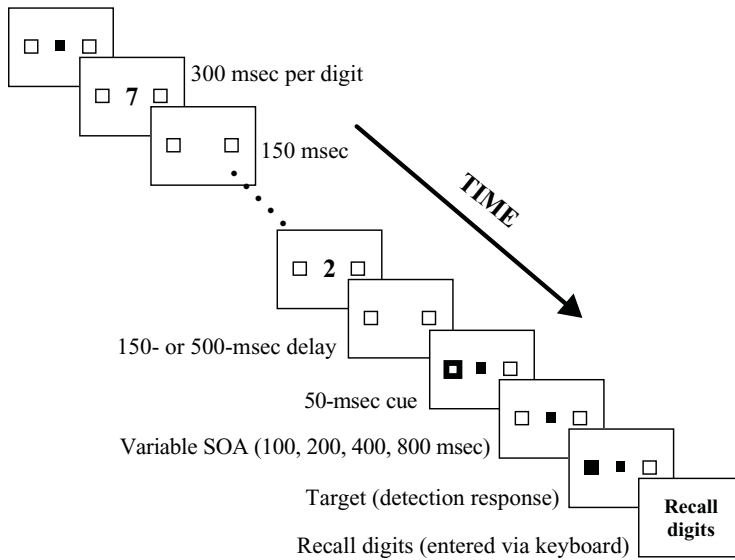 300 msec per digit
7
150 msec
TIME
2
150- or 500-msec delay
50-msec cue
Variable SOA (100, 200, 400, 800 msec)
Target (detection response)
Recall
digits
Recall digits (entered via keyboard)